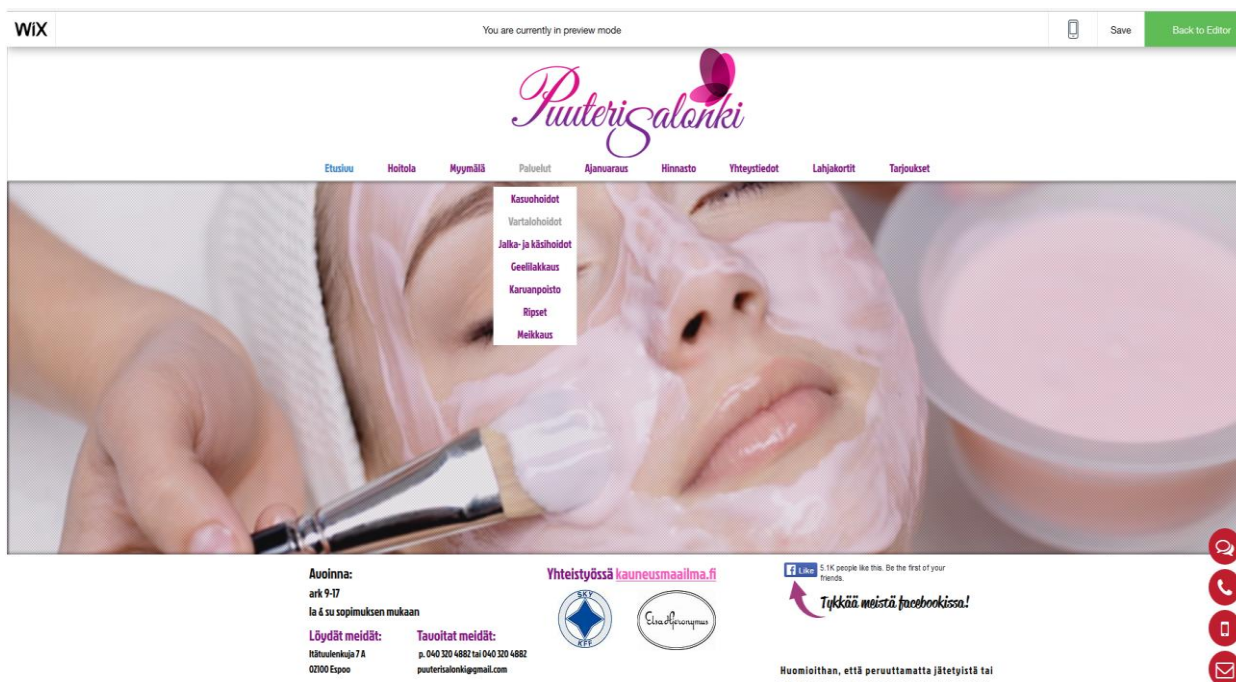 WiX
You are currently in preview mode
Save
Back to Editor
PuuteriSalonki
Etusivu Hoitola Myymälä Palvelut Ajanvaraus Hinnasto Yhteystiedot Lahjakortit Tarjoukset
Kasvohoidot
Vartalohoidot
Jalka- ja käsihoidot
Geelilakkaus
Karvanpoisto
Ripset
Meikkaus
Avoinna:
ark 9-17
la & su sopimuksen mukaan
Löydät meidät:
Itätuulenkuja 7 A
02100 Espoo
Tavoitat meidät:
p. 040 320 4882 tai 040 320 4882
puuterisalonki@gmail.com
Yhteistyössä kauneusmaailma.fi
SKY
KFF
Elsa Hieronymus
Like 5.1K people like this. Be the first of your
friends.
Tykkää meistä facebookissa!
Huomioithan, että peruuttamatta jätetyistä tai